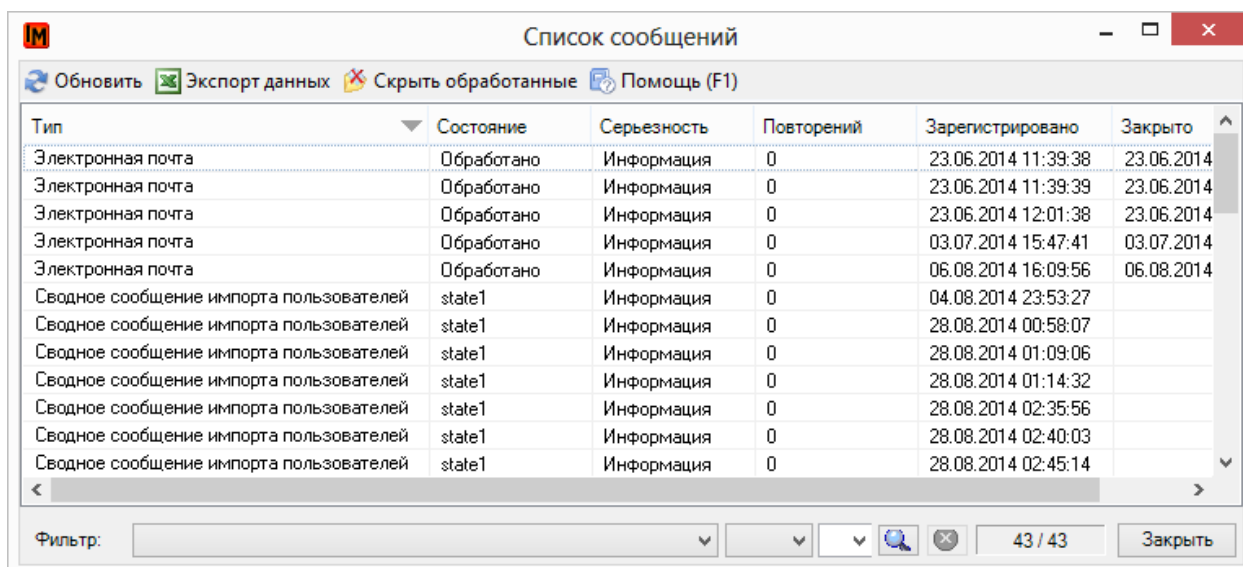 IM
Список сообщений
Обновить Экспорт данных Скрыть обработанные Помощь (F1)
Тип Состояние Серьезность Повторений Зарегистрировано Закрыто
Электронная почта Обработано Информация 0 23.06.2014 11:39:38 23.06.2014
Электронная почта Обработано Информация 0 23.06.2014 11:39:39 23.06.2014
Электронная почта Обработано Информация 0 23.06.2014 12:01:38 23.06.2014
Электронная почта Обработано Информация 0 03.07.2014 15:47:41 03.07.2014
Электронная почта Обработано Информация 0 06.08.2014 16:09:56 06.08.2014
Сводное сообщение импорта пользователей state1 Информация 0 04.08.2014 23:53:27
Сводное сообщение импорта пользователей state1 Информация 0 28.08.2014 00:58:07
Сводное сообщение импорта пользователей state1 Информация 0 28.08.2014 01:09:06
Сводное сообщение импорта пользователей state1 Информация 0 28.08.2014 01:14:32
Сводное сообщение импорта пользователей state1 Информация 0 28.08.2014 02:35:56
Сводное сообщение импорта пользователей state1 Информация 0 28.08.2014 02:40:03
Сводное сообщение импорта пользователей state1 Информация 0 28.08.2014 02:45:14
Фильтр: 43 / 43 Закрыть